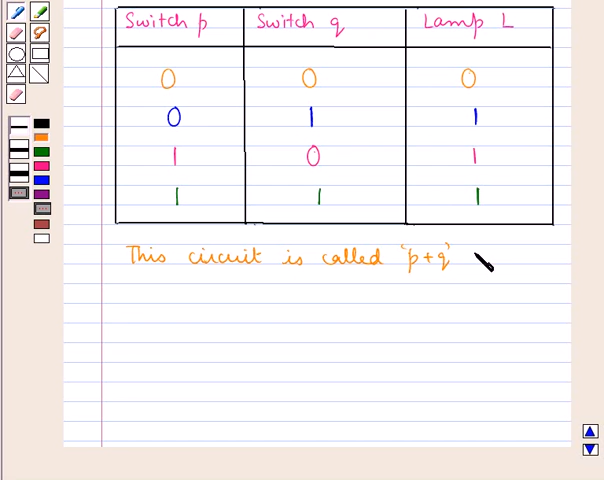 Switch p Switch q Lamp L
0 0 0
0 1 1
1 0 1
1 1 1
This circuit is called 'p+q'